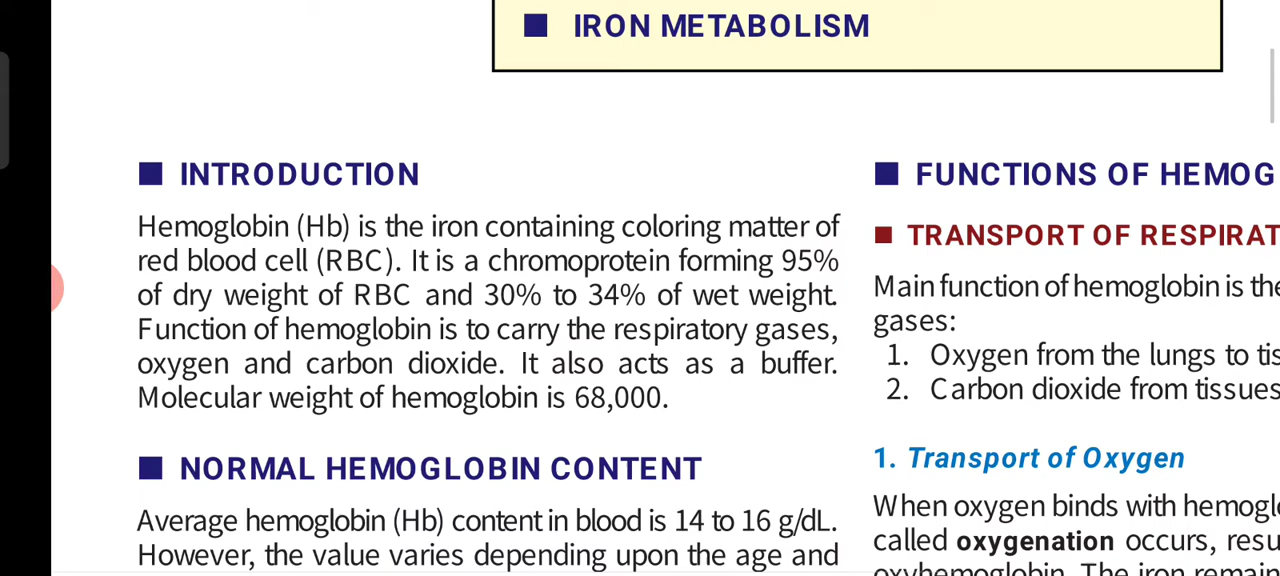 ■ IRON METABOLISM
■ INTRODUCTION
Hemoglobin (Hb) is the iron containing coloring matter of
red blood cell (RBC). It is a chromoprotein forming 95%
of dry weight of RBC and 30% to 34% of wet weight.
Function of hemoglobin is to carry the respiratory gases,
oxygen and carbon dioxide. It also acts as a buffer.
Molecular weight of hemoglobin is 68,000.
■ NORMAL HEMOGLOBIN CONTENT
Average hemoglobin (Hb) content in blood is 14 to 16 g/dL.
However, the value varies depending upon the age and
■ FUNCTIONS OF HEMOG
■ TRANSPORT OF RESPIRAT
Main function of hemoglobin is the
gases:
1. Oxygen from the lungs to tis
2. Carbon dioxide from tissues
1. Transport of Oxygen
When oxygen binds with hemoglo
called oxygenation occurs, resu
oxyhemoglobin. The iron remain